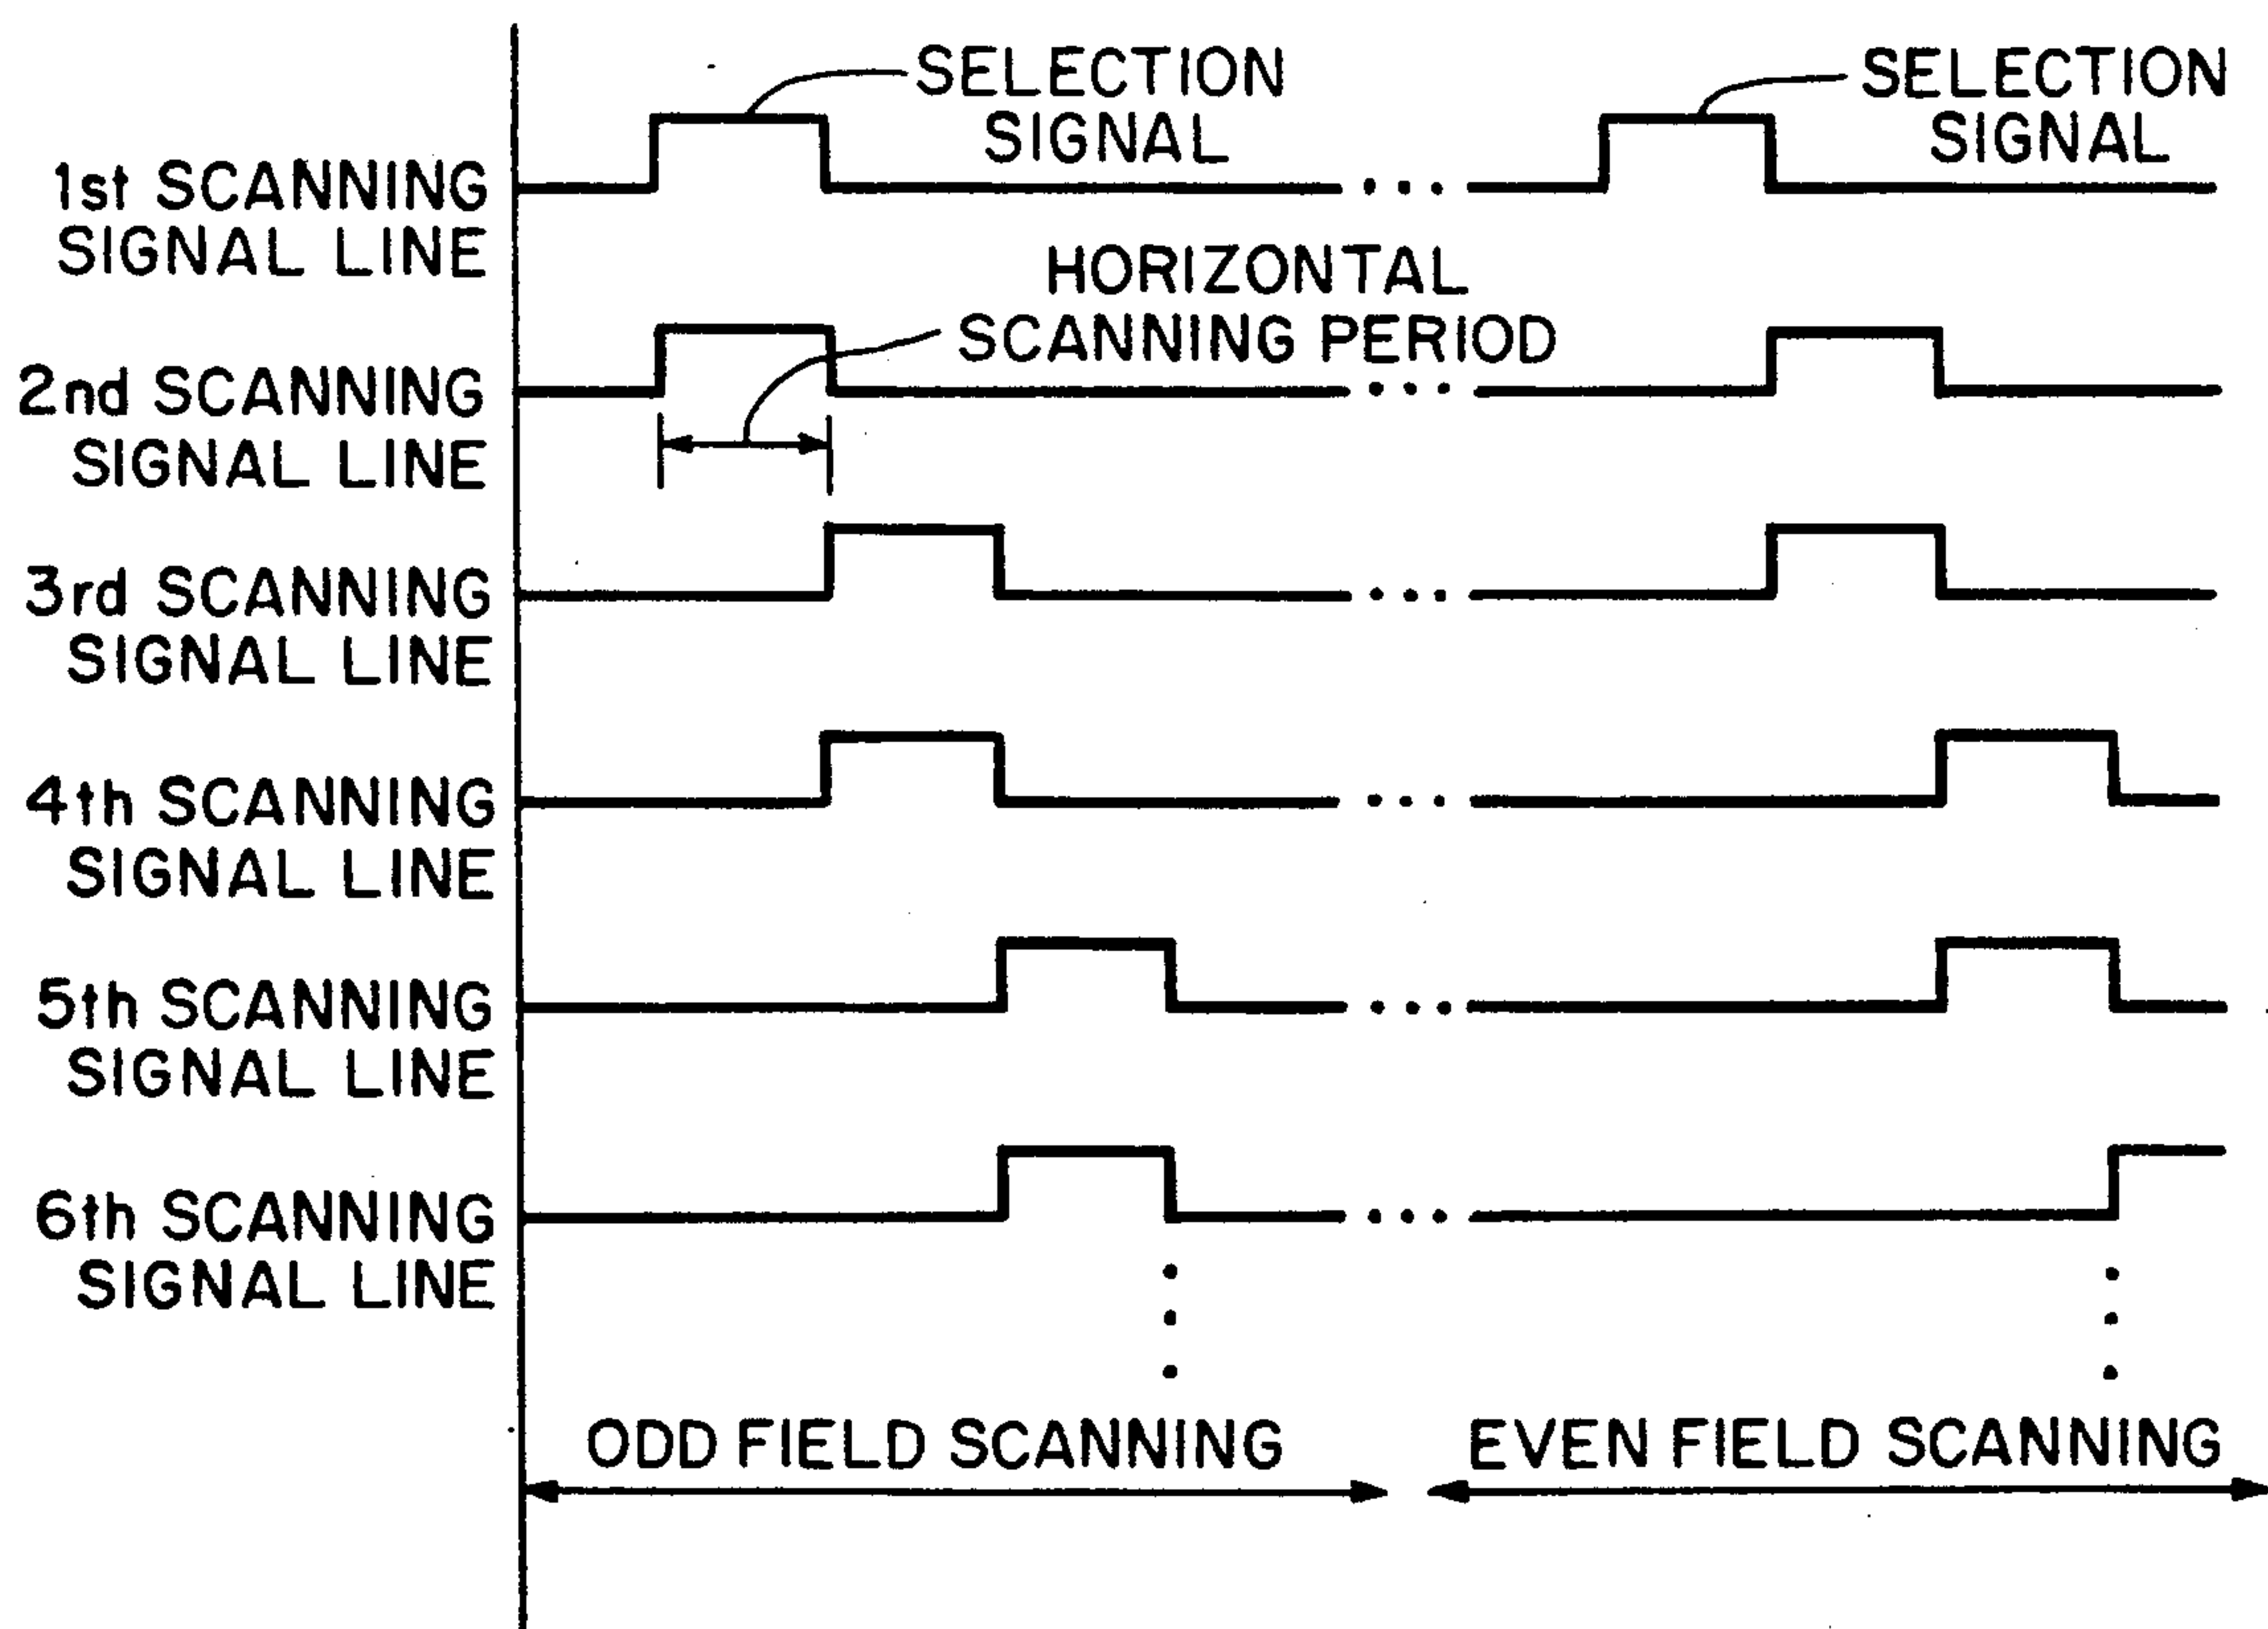 SELECTION
SIGNAL
SELECTION
SIGNAL
1st SCANNING
SIGNAL LINE
HORIZONTAL
SCANNING PERIOD
2nd SCANNING
SIGNAL LINE
3rd SCANNING
SIGNAL LINE
4th SCANNING
SIGNAL LINE
5th SCANNING
SIGNAL LINE
6th SCANNING
SIGNAL LINE
ODD FIELD SCANNING
EVEN FIELD SCANNING